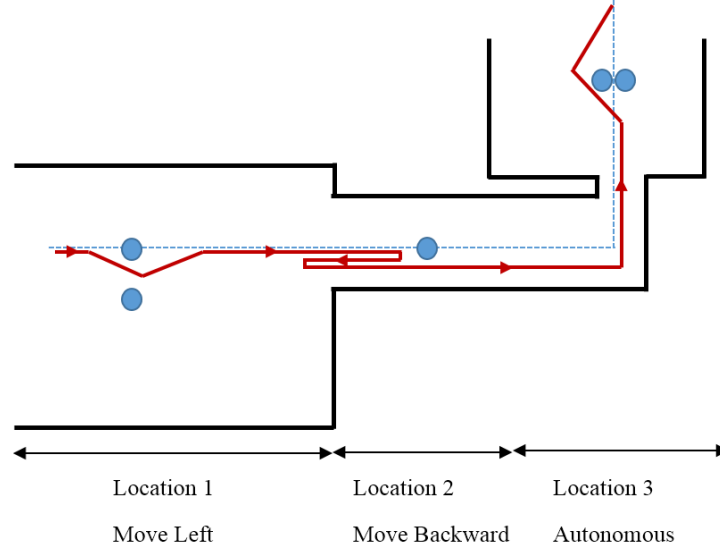 Location 1
Location 2
Location 3
Move Left
Move Backward
Autonomous